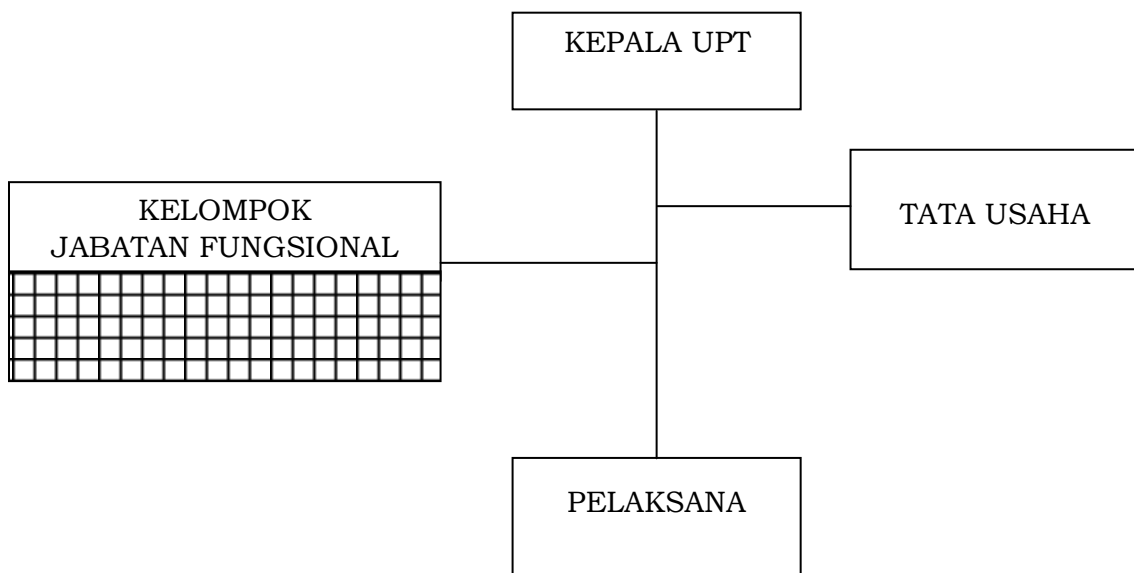 KEPALA UPT
TATA USAHA
KELOMPOK
JABATAN FUNGSIONAL
PELAKSANA